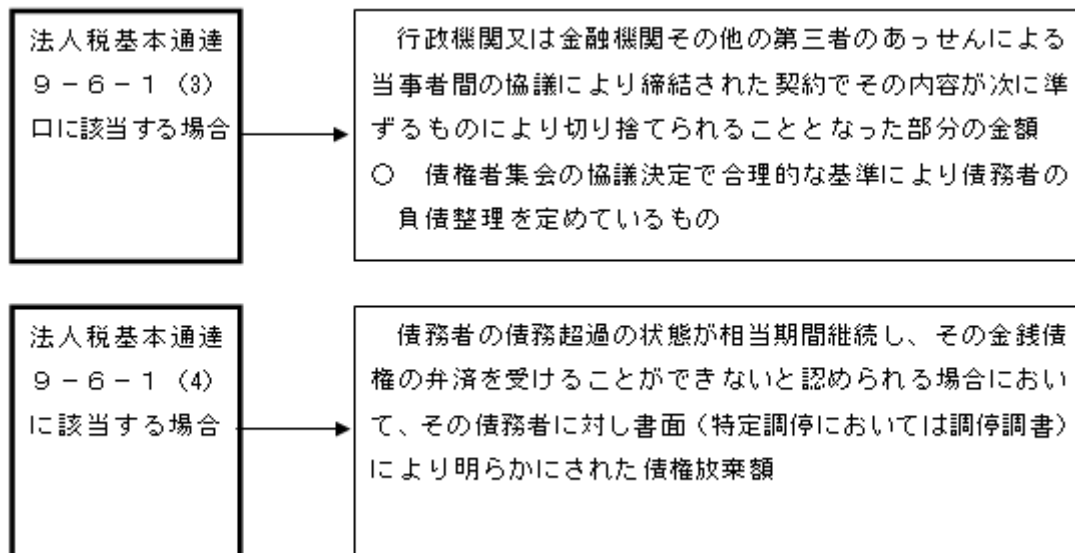 法人税基本通達
９－６－１（3）
ロに該当する場合
行政機関又は金融機関その他の第三者のあっせんによる
当事者間の協議により締結された契約でその内容が次に準
ずるものにより切り捨てられることとなった部分の金額
○　債権者集会の協議決定で合理的な基準により債務者の
負債整理を定めているもの
法人税基本通達
９－６－１（4）
に該当する場合
債務者の債務超過の状態が相当期間継続し、その金銭債
権の弁済を受けることができないと認められる場合におい
て、その債務者に対し書面（特定調停においては調停調書）
により明らかにされた債権放棄額